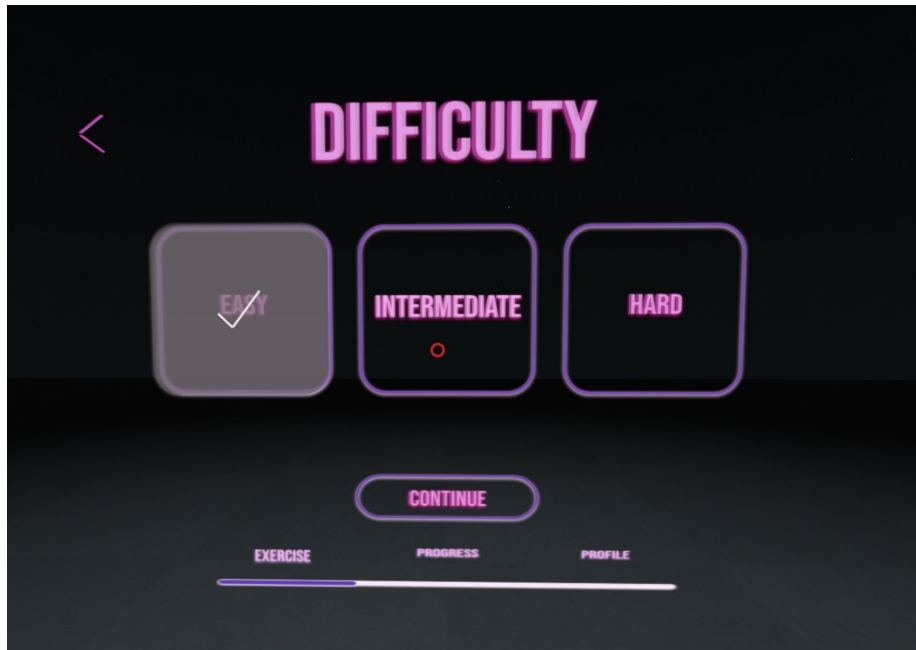 DIFFICULTY
EASY INTERMEDIATE HARD
CONTINUE
EXERCISE PROGRESS PROFILE